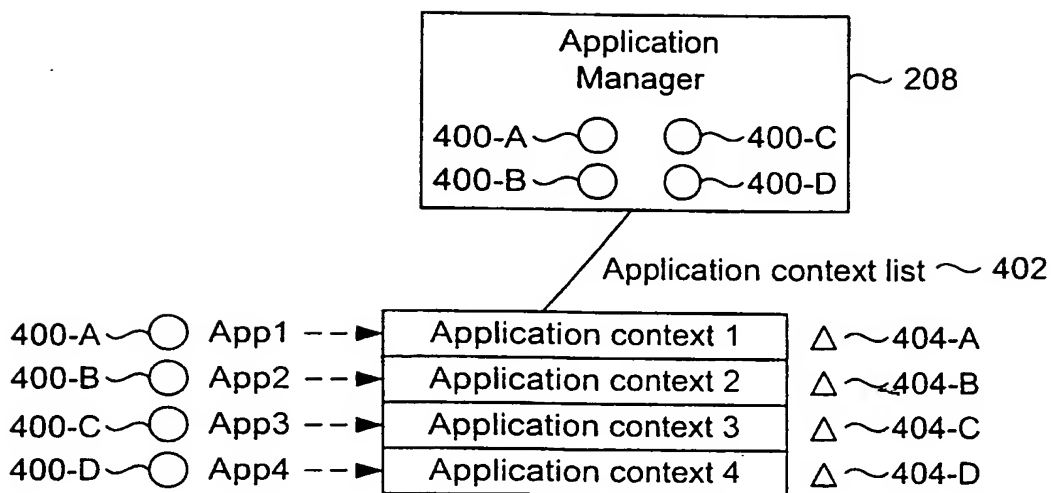 Application
Manager
208
400-A 400-C
400-B 400-D
Application context list 402
400-A App1 Application context 1 404-A
400-B App2 Application context 2 404-B
400-C App3 Application context 3 404-C
400-D App4 Application context 4 404-D